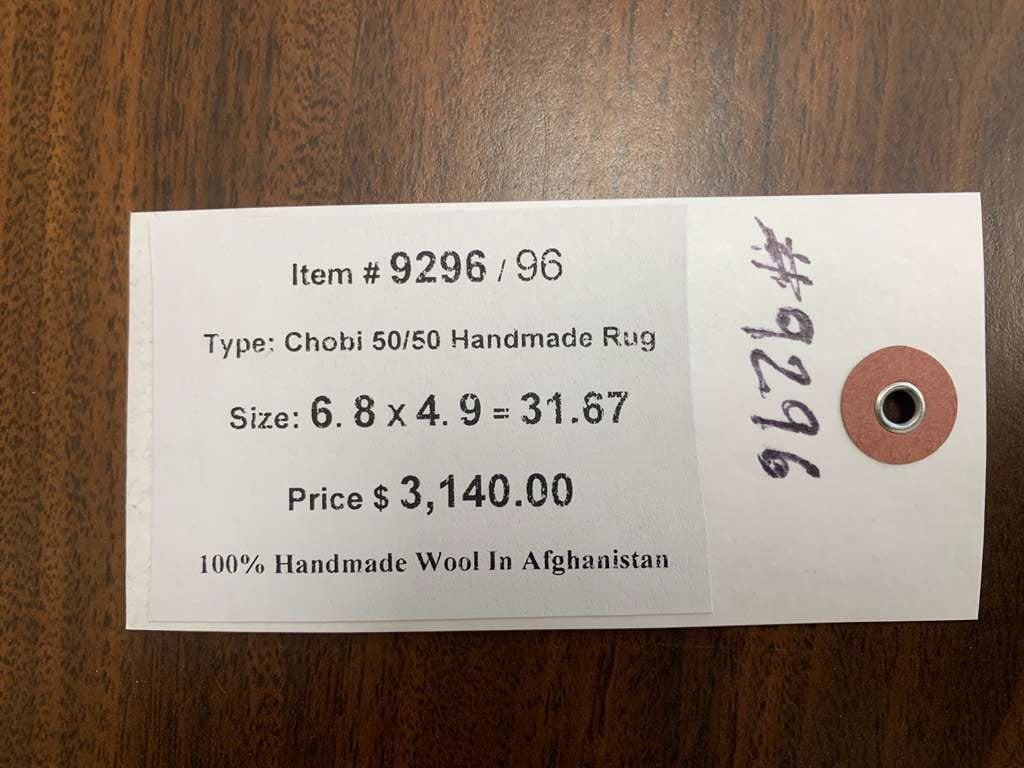 Item # 9296 / 96
Type: Chobi 50/50 Handmade Rug
Size: 6. 8 x 4. 9 = 31.67
Price $ 3,140.00
100% Handmade Wool In Afghanistan
#9296